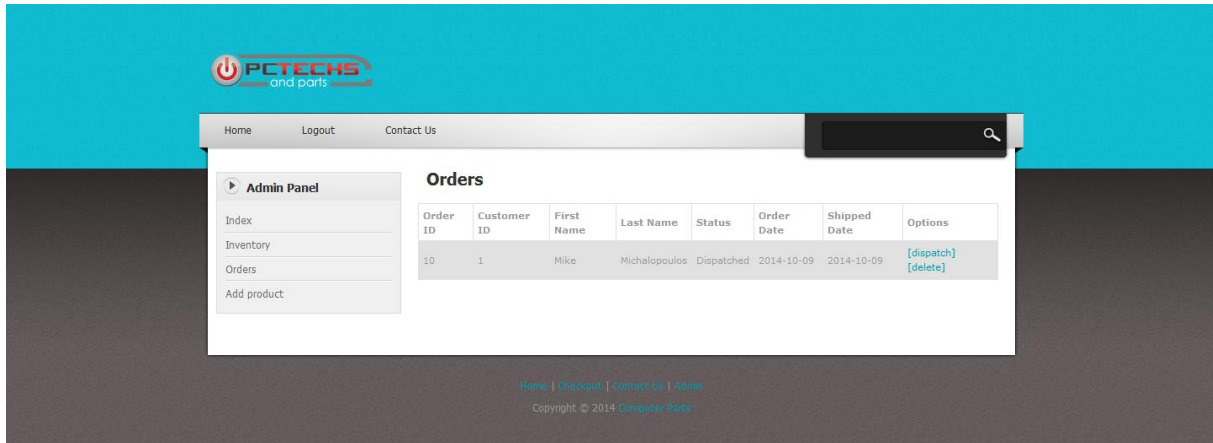 PCTECHS
and parts
Home Logout Contact Us
Admin Panel
Index
Inventory
Orders
Add product
Orders
Order ID Customer ID First Name Last Name Status Order Date Shipped Date Options
10 1 Mike Michalopoulos Dispatched 2014-10-09 2014-10-09 [dispatch]
[delete]
Home | Checkout | Contact Us | Admin
Copyright © 2014 Computer Parts